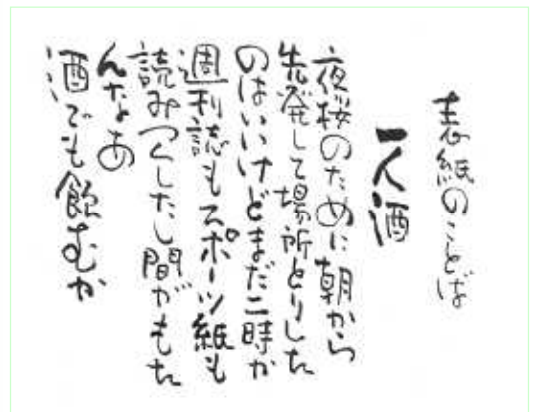 表紙のことば
一人酒
夜桜のために朝から
先発して場所とりした
のはいいけどまだ二時か
週刊誌もスポーツ紙も
読みつくしたし間がもた
んなあ
酒でも飲むか